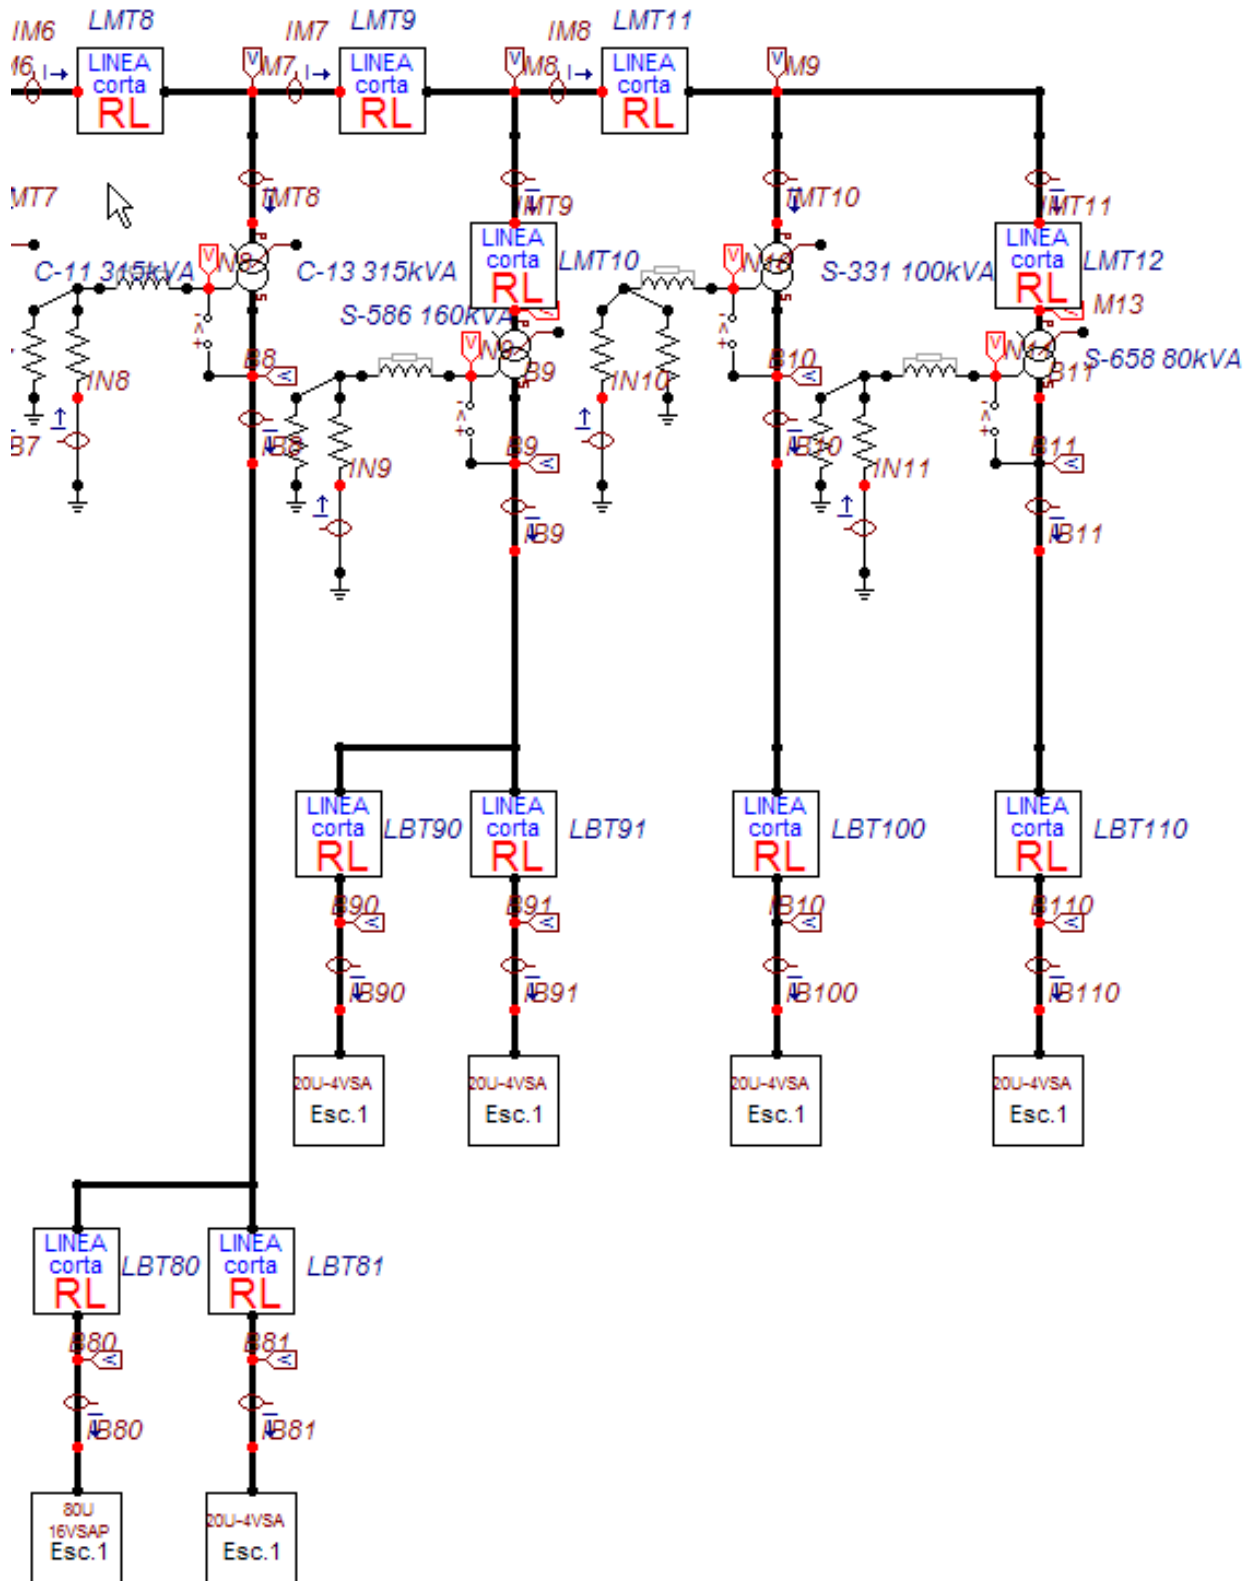 IM6
LMT8
IM7
LMT9
IM8
LMT11
M6
I→
LINEA
corta
RL
V
M7
I→
LINEA
corta
RL
V
M8
I→
LINEA
corta
RL
V
M9
MT7
IMT8
IMT9
IMT10
IMT11
C-11 315kVA
V
N8
C-13 315kVA
LINEA
corta
RL
LMT10
V
N10
S-331 100kVA
LINEA
corta
RL
LMT12
P
S
S-586 160kVA
M13
IN8
B8
V
N9
B9
IN10
B10
V
N11
B11
S-658 80kVA
B7
IB8
IN9
B9
IB10
IN11
B11
IB9
IB11
LINEA
corta
RL
LBT90
LINEA
corta
RL
LBT91
LINEA
corta
RL
LBT100
LINEA
corta
RL
LBT110
B90
B91
IB10
B110
IB90
IB91
IB100
IB110
20U-4VSA
Esc.1
20U-4VSA
Esc.1
20U-4VSA
Esc.1
20U-4VSA
Esc.1
LINEA
corta
RL
LBT80
LINEA
corta
RL
LBT81
B80
B81
IB80
IB81
80U
16VSAP
Esc.1
20U-4VSA
Esc.1